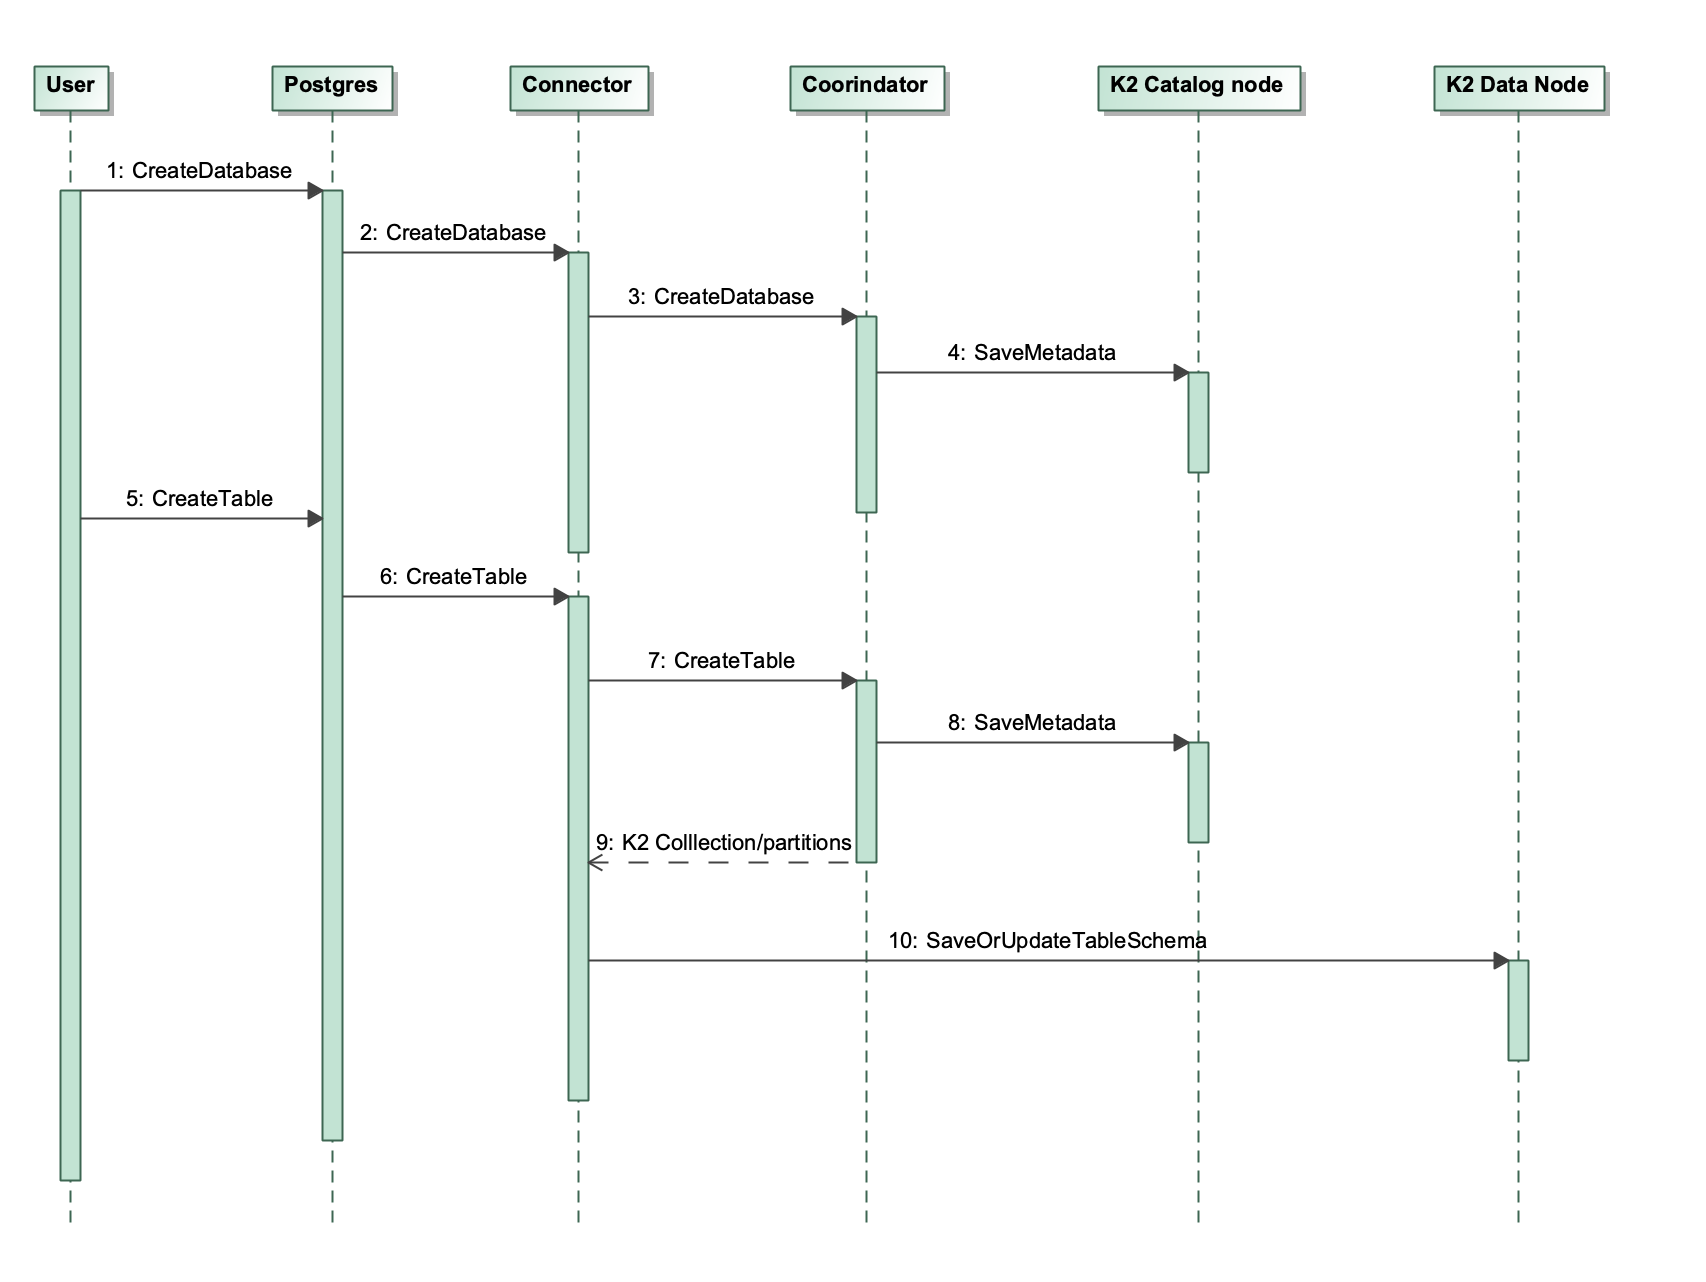 User
Postgres
Connector
Coorindator
K2 Catalog node
K2 Data Node
1: CreateDatabase
2: CreateDatabase
3: CreateDatabase
4: SaveMetadata
5: CreateTable
6: CreateTable
7: CreateTable
8: SaveMetadata
9: K2 Colllection/partitions
10: SaveOrUpdateTableSchema